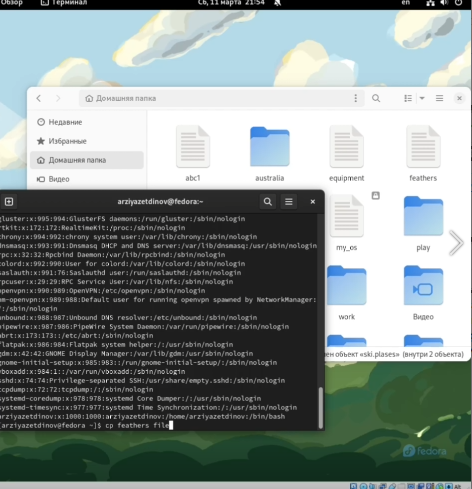 Обзор Терминал Сб, 11 марта 21:54 en
Домашняя папка
Недавние
Избранные
Домашняя папка
Видео
abc1 australia equipment feathers
my_os play
work Видео
ен объект «ski.plases» (внутри 2 объекта)
arziyazetdinov@fedora:~
gluster:x:995:994:GlusterFS daemons:/run/gluster:/sbin/nologin
rtkit:x:172:172:RealtimeKit:/proc:/sbin/nologin
chrony:x:994:992:chrony system user:/var/lib/chrony:/sbin/nologin
dnsmasq:x:993:991:Dnsmasq DHCP and DNS server:/var/lib/dnsmasq:/usr/sbin/nologin
rpc:x:32:32:Rpcbind Daemon:/var/lib/rpcbind:/sbin/nologin
colord:x:992:990:User for colord:/var/lib/colord:/sbin/nologin
saslauth:x:991:76:Saslauthd user:/run/saslauthd:/sbin/nologin
rpcuser:x:29:29:RPC Service User:/var/lib/nfs:/sbin/nologin
openvpn:x:990:989:OpenVPN:/etc/openvpn:/sbin/nologin
nm-openvpn:x:989:988:Default user for running openvpn spawned by NetworkManager:
/:/sbin/nologin
unbound:x:988:987:Unbound DNS resolver:/etc/unbound:/sbin/nologin
pipewire:x:987:986:PipeWire System Daemon:/var/run/pipewire:/sbin/nologin
abrt:x:173:173::/etc/abrt:/sbin/nologin
flatpak:x:986:984:Flatpak system helper:/:/sbin/nologin
gdm:x:42:42:GNOME Display Manager:/var/lib/gdm:/usr/sbin/nologin
gnome-initial-setup:x:985:983::/run/gnome-initial-setup/:/sbin/nologin
vboxadd:x:984:1::/var/run/vboxadd:/sbin/nologin
sshd:x:74:74:Privilege-separated SSH:/usr/share/empty.sshd:/sbin/nologin
tcpdump:x:72:72:tcpdump:/:/sbin/nologin
systemd-coredump:x:978:978:systemd Core Dumper:/:/usr/sbin/nologin
systemd-timesync:x:977:977:systemd Time Synchronization:/:/usr/sbin/nologin
arziyazetdinov:x:1000:1000:arziyazetdinov:/home/arziyazetdinov:/bin/bash
[arziyazetdinov@fedora ~]$ cp feathers file
fedora